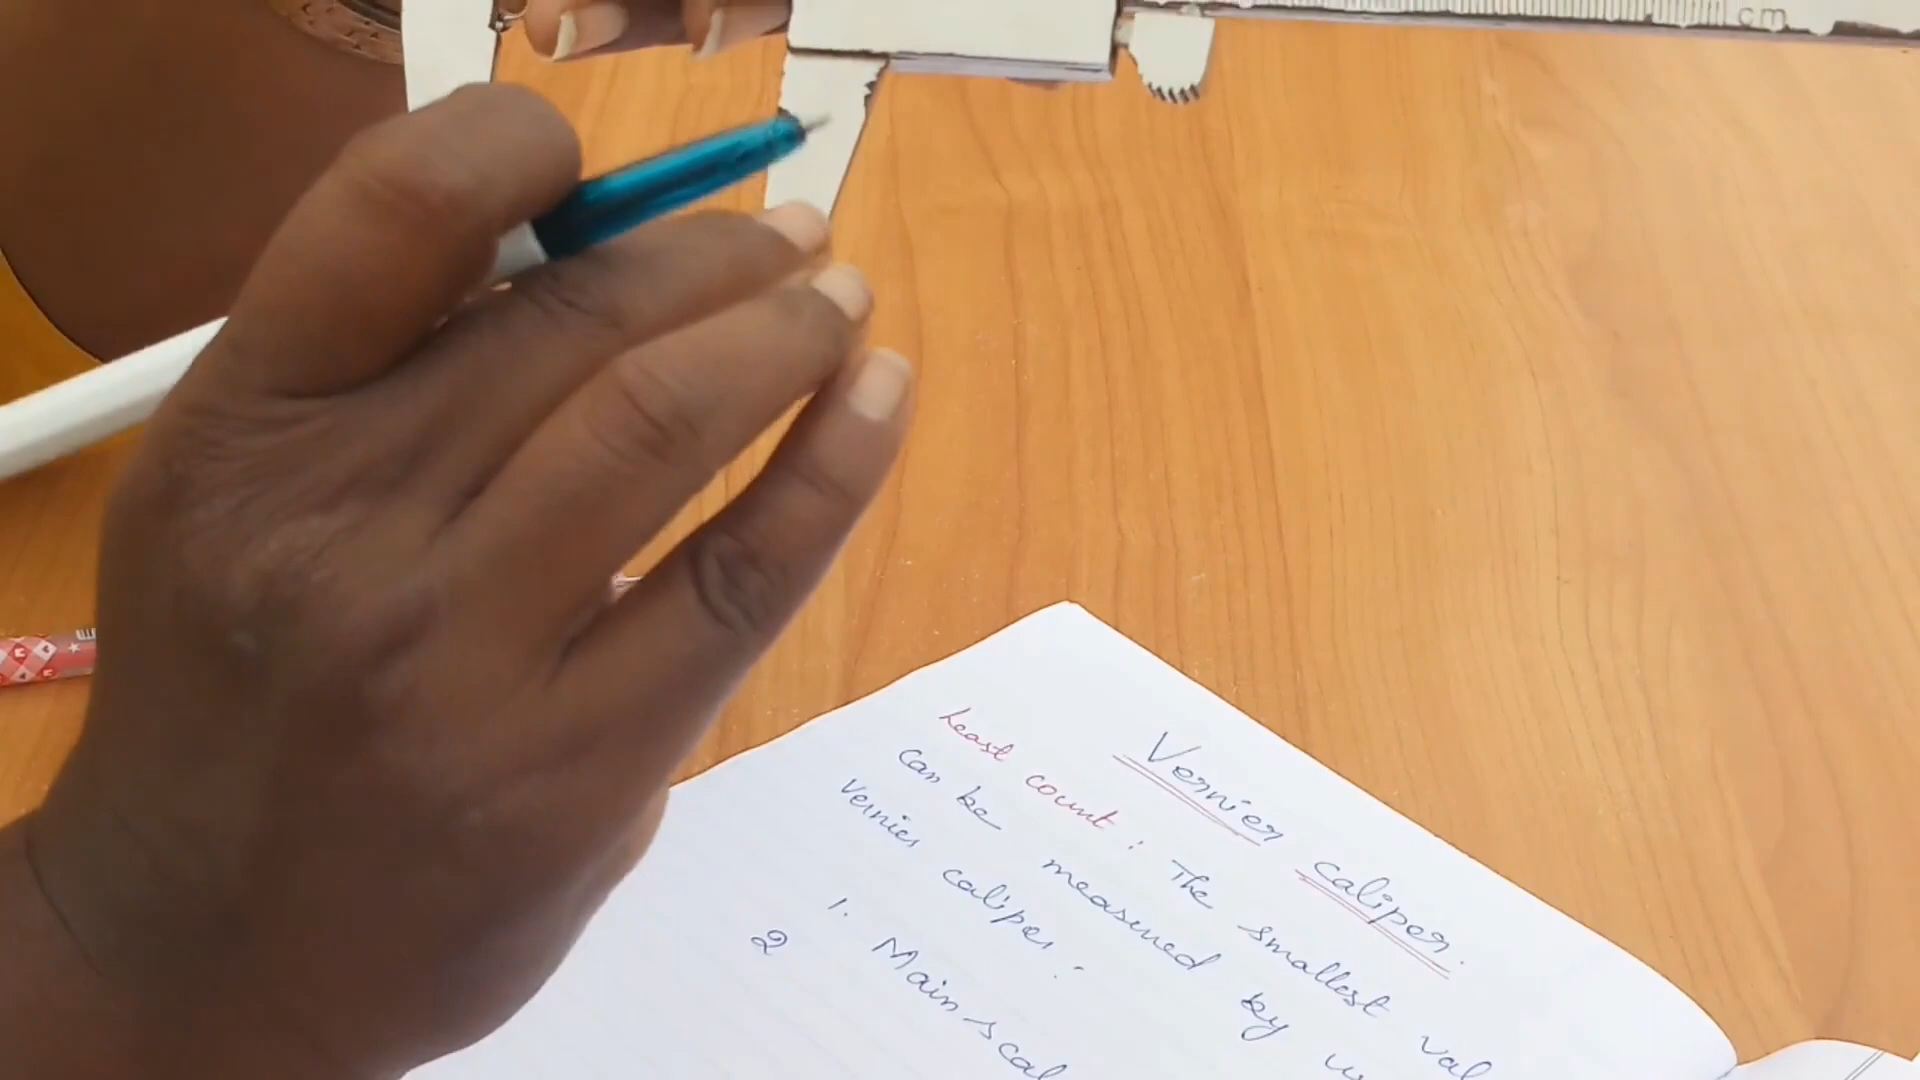 cm
Vernier caliper.
Least count : The smallest val
can be measured by
Vernier caliper :
1. Main scal
2